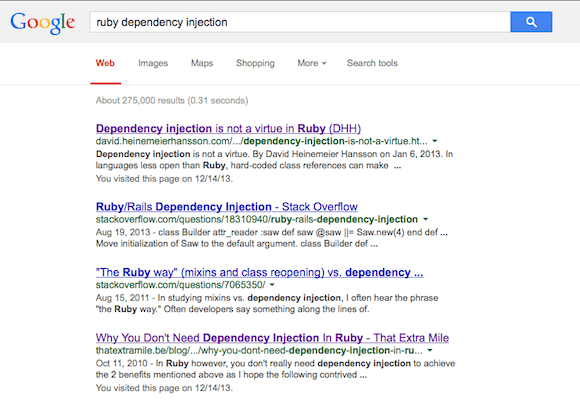 Google
ruby dependency injection
Web Images Maps Shopping More Search tools
About 275,000 results (0.31 seconds)
Dependency injection is not a virtue in Ruby (DHH)
david.heinemeierhansson.com/.../dependency-injection-is-not-a-virtue.ht...
Dependency injection is not a virtue. By David Heinemeier Hansson on Jan 6, 2013. In
languages less open than Ruby, hard-coded class references can make ...
You visited this page on 12/14/13.
Ruby/Rails Dependency Injection - Stack Overflow
stackoverflow.com/questions/18310940/ruby-rails-dependency-injection
Aug 19, 2013 - class Builder attr_reader :saw def saw @saw ||= Saw.new(4) end def ...
Move initialization of Saw to the default argument. class Builder def ...
"The Ruby way" (mixins and class reopening) vs. dependency ...
stackoverflow.com/questions/7065350/
Aug 15, 2011 - In studying mixins vs. dependency injection, I often hear the phrase
"the Ruby way." Often developers say something along the lines of.
Why You Don't Need Dependency Injection In Ruby - That Extra Mile
thatextramile.be/blog/.../why-you-dont-need-dependency-injection-in-ru...
Oct 11, 2010 - In Ruby however, you don't really need dependency injection to achieve
the 2 benefits mentioned above as I hope the following contrived ...
You visited this page on 12/14/13.